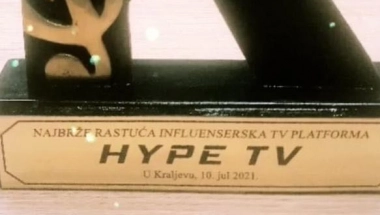 NAJBRŽE RASTUĆA INFLUENSERSKA TV PLATFORMA
HYPE TV
U Kraljevu, 10. jul 2021.